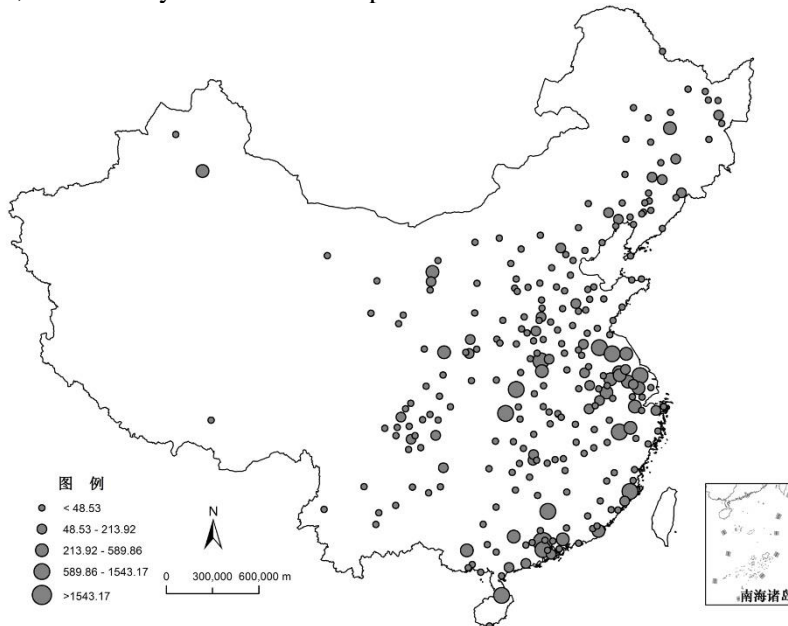 图 例
< 48.53
48.53 - 213.92
213.92 - 589.86
589.86 - 1543.17
>1543.17
N
0 300,000 600,000 m
南海诸岛